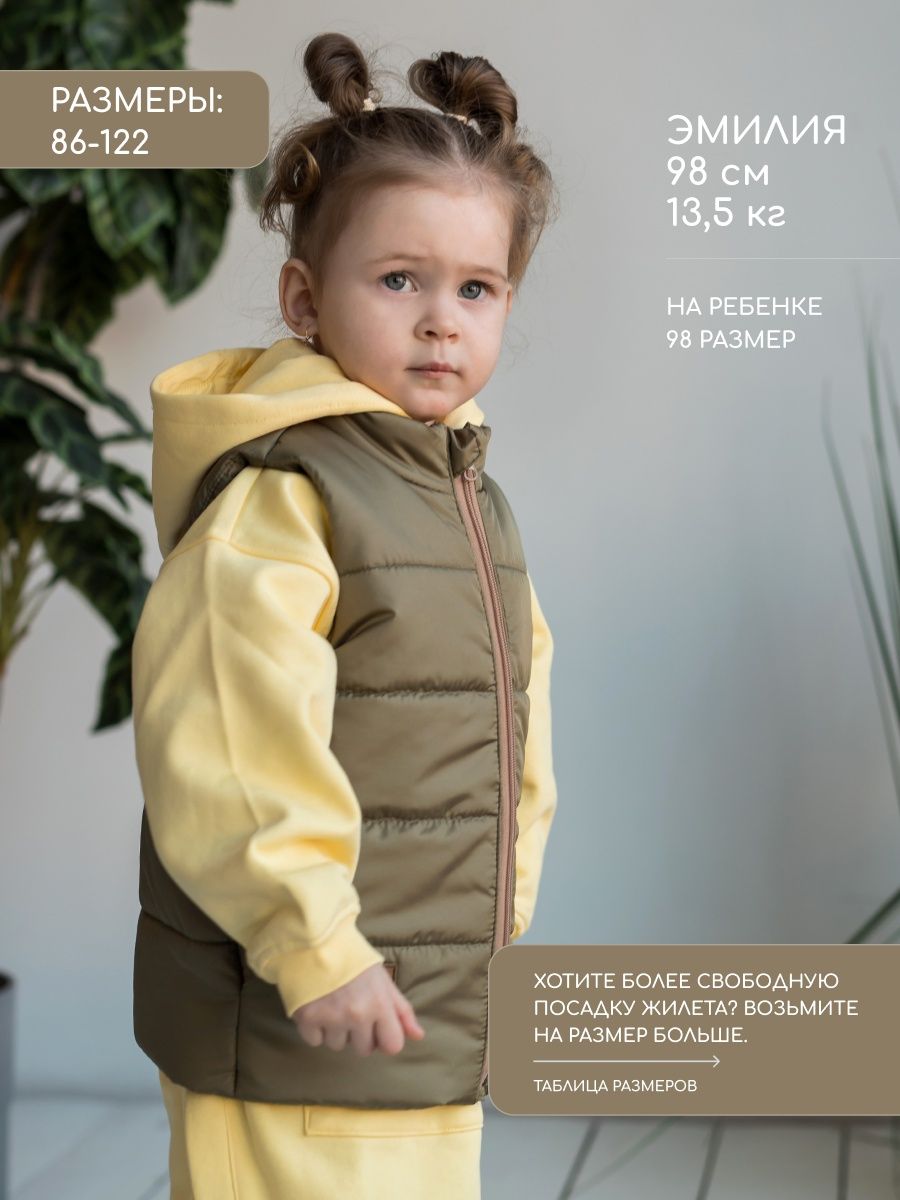 РАЗМЕРЫ:
86-122
ЭМИЛИЯ
98 см
13,5 кг
НА РЕБЕНКЕ
98 РАЗМЕР
ХОТИТЕ БОЛЕЕ СВОБОДНУЮ
ПОСАДКУ ЖИЛЕТА? ВОЗЬМИТЕ
НА РАЗМЕР БОЛЬШЕ.
ТАБЛИЦА РАЗМЕРОВ